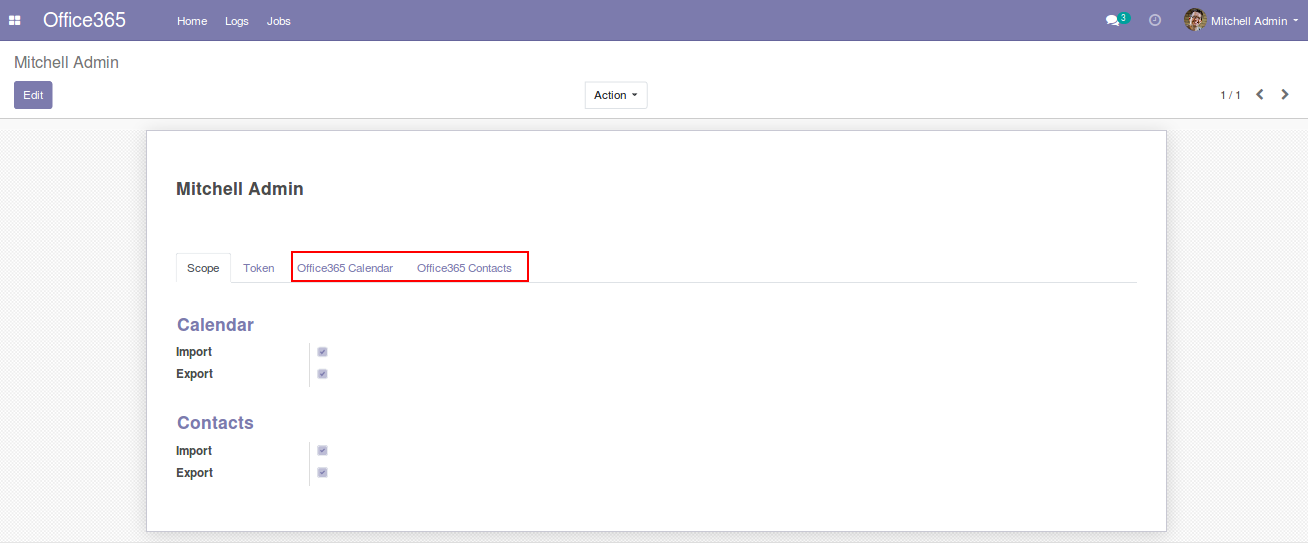 Office365 Home Logs Jobs 3 Mitchell Admin
Mitchell Admin
Edit Action 1 / 1
Mitchell Admin
Scope Token Office365 Calendar Office365 Contacts
Calendar
Import
Export
Contacts
Import
Export